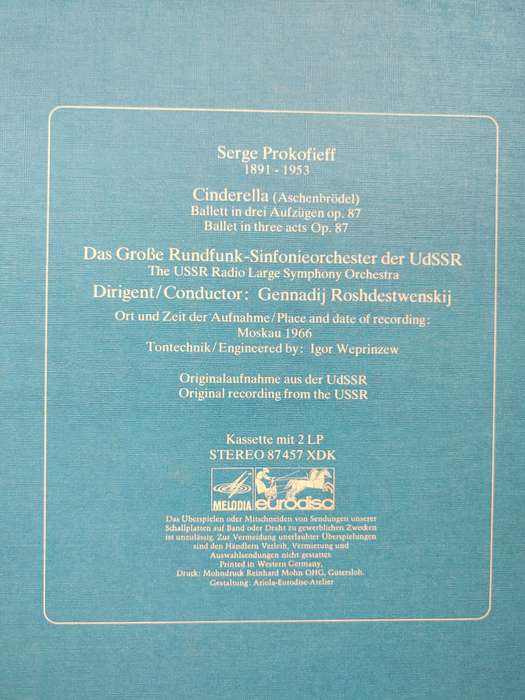 Serge Prokofieff
1891 - 1953
Cinderella (Aschenbrödel)
Ballett in drei Aufzügen op. 87
Ballet in three acts Op. 87
Das Große Rundfunk-Sinfonieorchester der UdSSR
The USSR Radio Large Symphony Orchestra
Dirigent/Conductor: Gennadij Roshdestwenskij
Ort und Zeit der Aufnahme/Place and date of recording:
Moskau 1966
Tontechnik/Engineered by: Igor Weprinzew
Originalaufnahme aus der UdSSR
Original recording from the USSR
Kassette mit 2 LP
STEREO 87457 XDK
MELODIA eurodisc
Das Überspielen oder Mitschneiden von Sendungen unserer
Schallplatten auf Band oder Draht zu gewerblichen Zwecken
ist unzulässig. Zur Vermeidung unerlaubter Überspielungen
sind den Händlern Verleih, Vermietung und
Auswahlsendungen nicht gestattet.
Printed in Western Germany,
Druck: Mohndruck Reinhard Mohn OHG, Gütersloh.
Gestaltung: Ariola-Eurodisc-Atelier